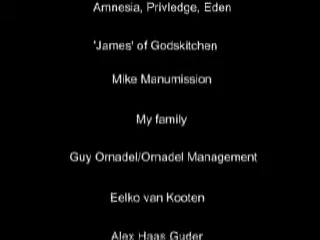 Amnesia, Privledge, Eden
'James' of Godskitchen
Mike Manumission
My family
Guy Ornadel/Ornadel Management
Eelko van Kooten
Alex Haas Guder